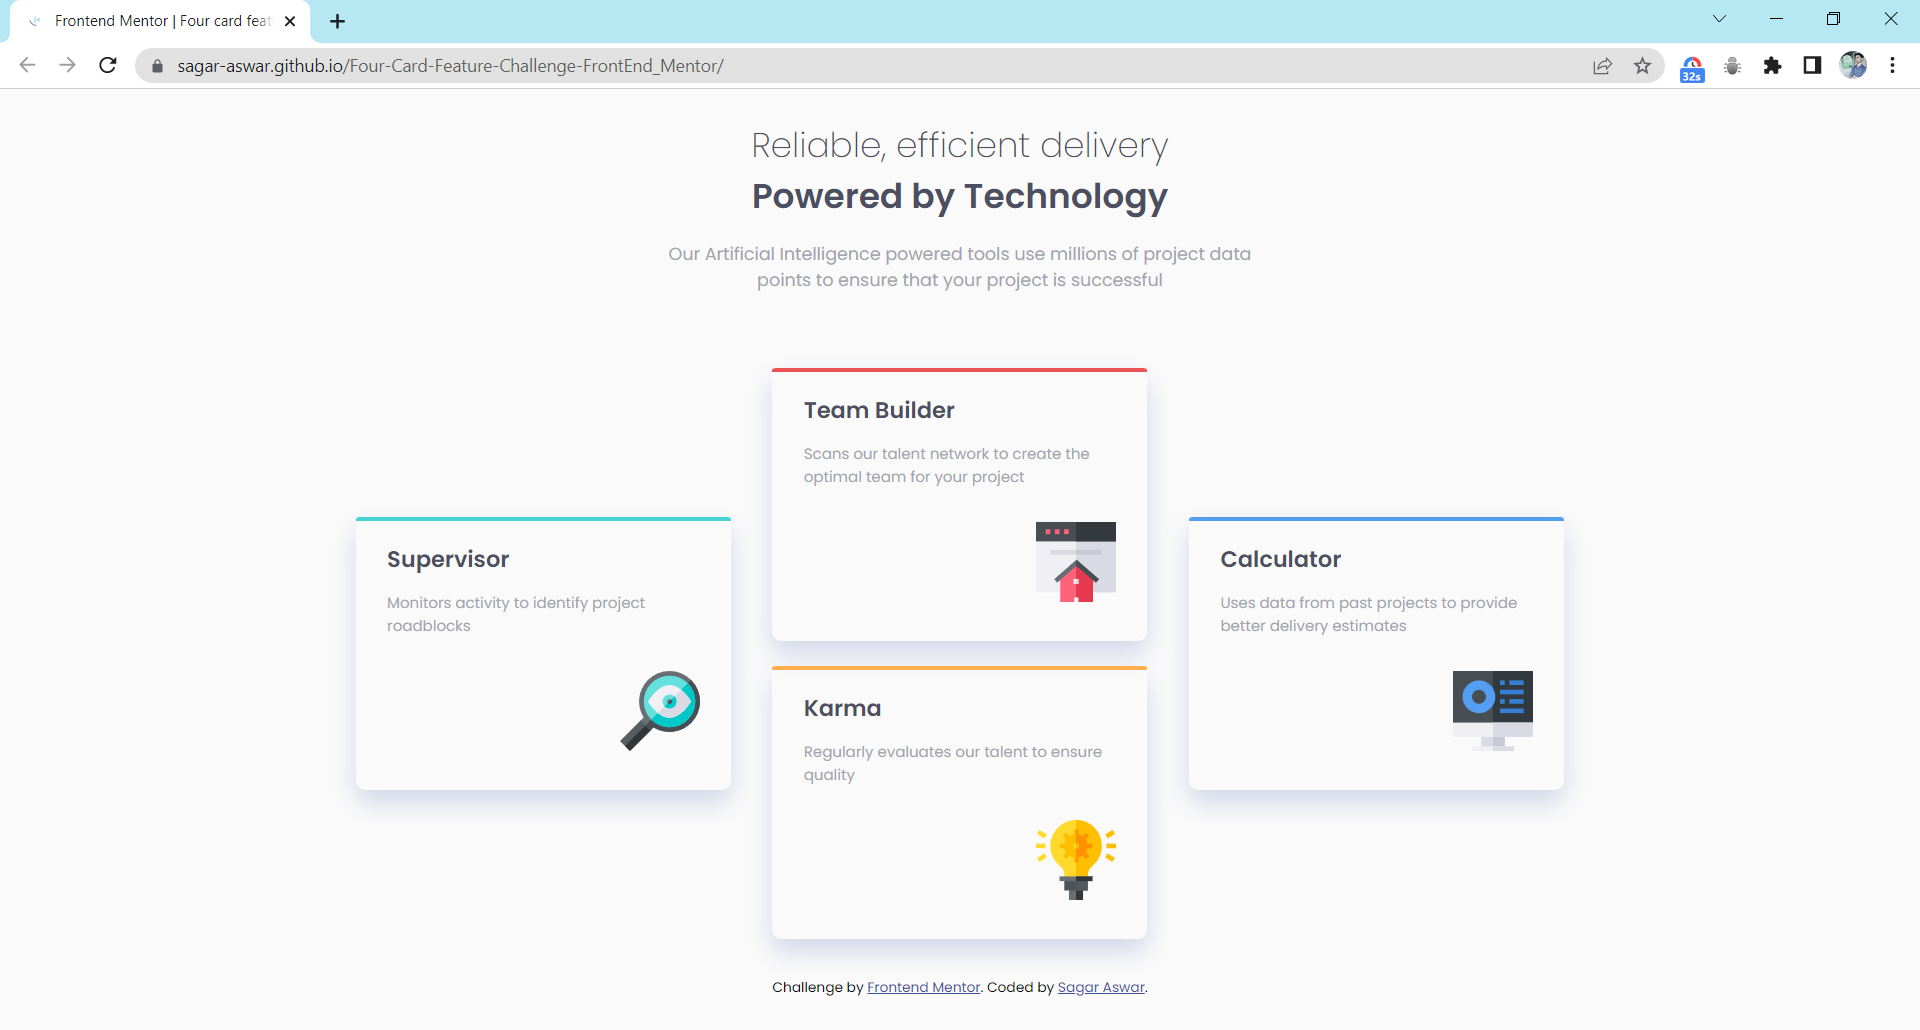 Frontend Mentor | Four card feat
sagar-aswar.github.io/Four-Card-Feature-Challenge-FrontEnd_Mentor/
32s
Reliable, efficient delivery
Powered by Technology
Our Artificial Intelligence powered tools use millions of project data
points to ensure that your project is successful
Team Builder
Scans our talent network to create the
optimal team for your project
Supervisor
Monitors activity to identify project
roadblocks
Calculator
Uses data from past projects to provide
better delivery estimates
Karma
Regularly evaluates our talent to ensure
quality
Challenge by Frontend Mentor. Coded by Sagar Aswar.